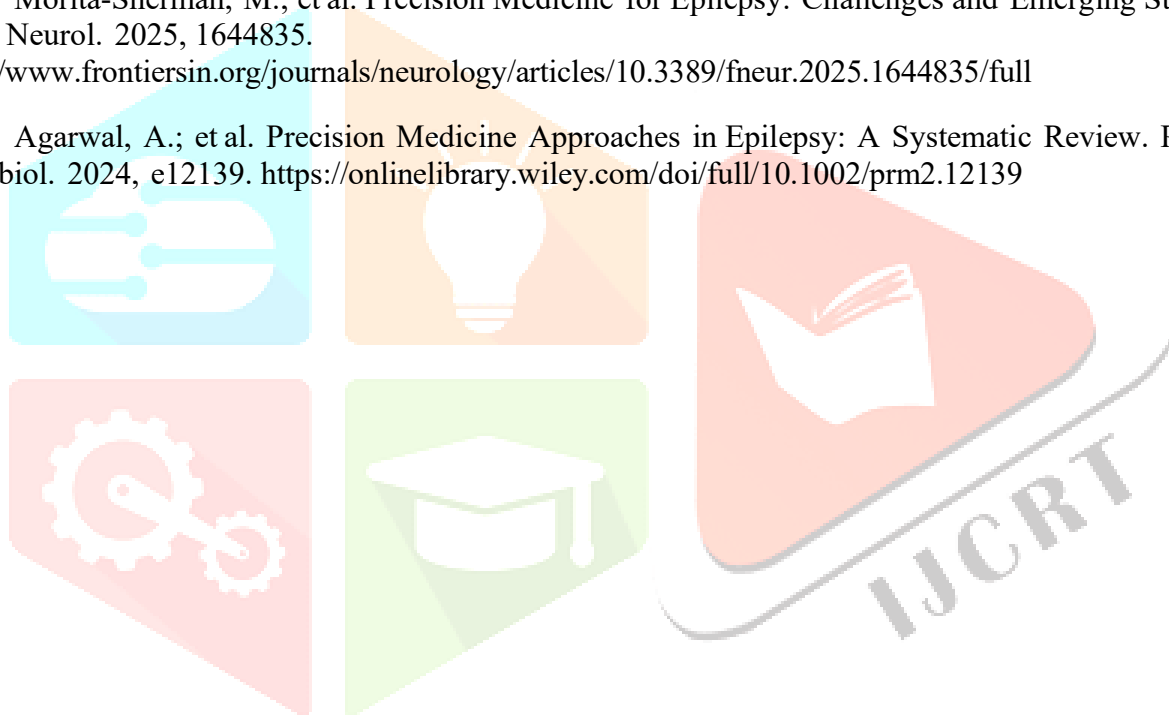 Morita-Sherman, M.; et al. Precision Medicine for Epilepsy: Challenges and Emerging
Neurol. 2025, 1644835.
/www.frontiersin.org/journals/neurology/articles/10.3389/fneur.2025.1644835/full
Agarwal, A.; et al. Precision Medicine Approaches in Epilepsy: A Systematic Review.
biol. 2024, e12139. https://onlinelibrary.wiley.com/doi/full/10.1002/prm2.12139
IJCRT